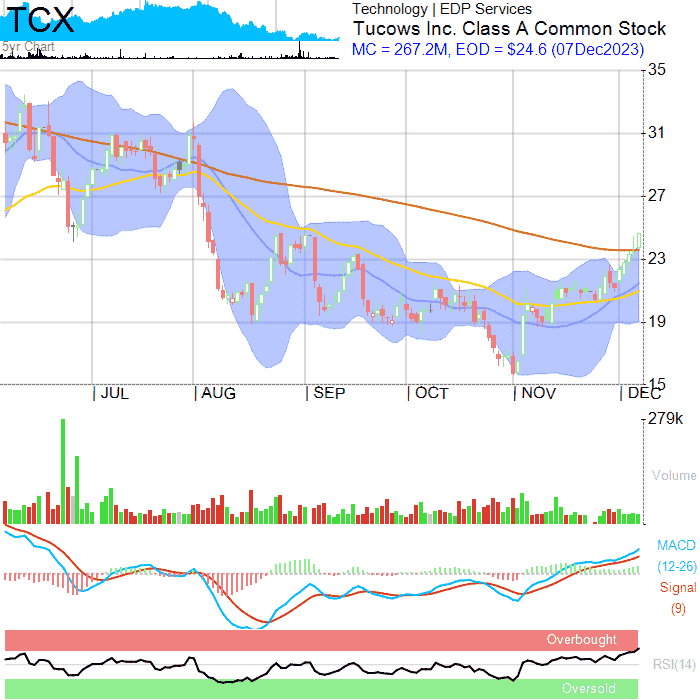 TCX
5yr Chart
Technology | EDP Services
Tucows Inc. Class A Common Stock
MC = 267.2M, EOD = $24.6 (07Dec2023)
35
31
27
23
19
15
JUL
AUG
SEP
OCT
NOV
DEC
279k
Volume
MACD
(12-26)
Signal
(9)
Overbought
RSI(14)
Oversold